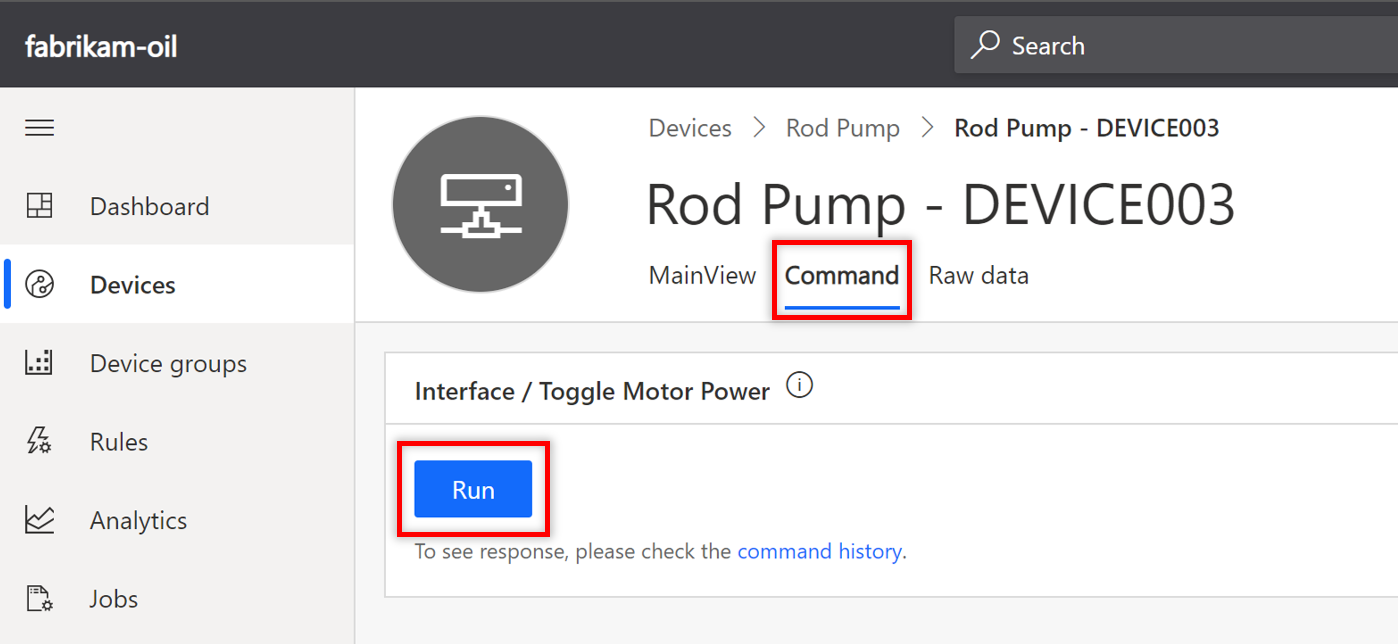 fabrikam-oil
Search
Dashboard
Devices
Device groups
Rules
Analytics
Jobs
Devices > Rod Pump > Rod Pump - DEVICE003
Rod Pump - DEVICE003
MainView Command Raw data
Interface / Toggle Motor Power
Run
To see response, please check the command history.